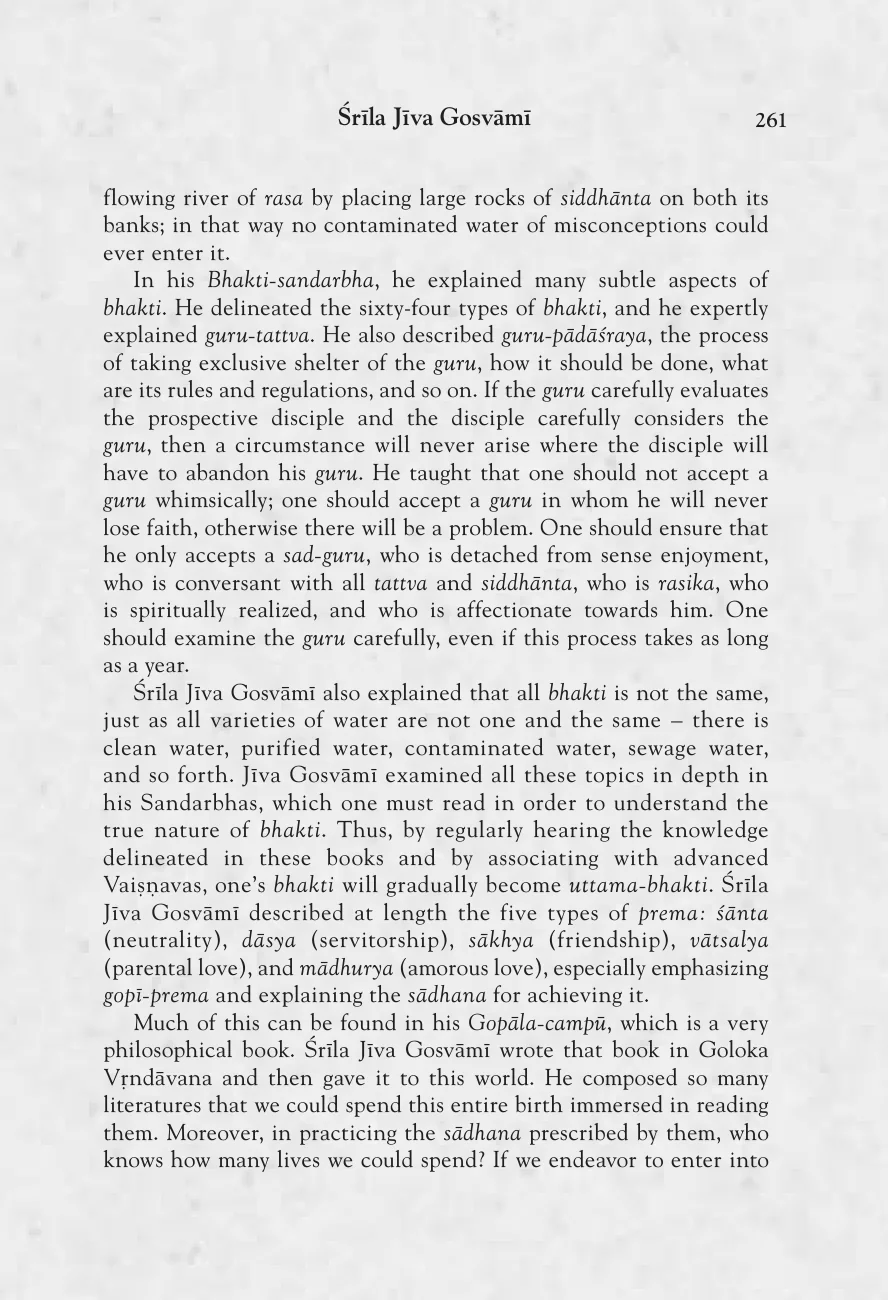 Śrīla Jīva Gosvāmī 261
flowing river of rasa by placing large rocks of siddhānta on both its
banks; in that way no contaminated water of misconceptions could
ever enter it.
In his Bhakti-sandarbha, he explained many subtle aspects of
bhakti. He delineated the sixty-four types of bhakti, and he expertly
explained guru-tattva. He also described guru-pādāśraya, the process
of taking exclusive shelter of the guru, how it should be done, what
are its rules and regulations, and so on. If the guru carefully evaluates
the prospective disciple and the disciple carefully considers the
guru, then a circumstance will never arise where the disciple will
have to abandon his guru. He taught that one should not accept a
guru whimsically; one should accept a guru in whom he will never
lose faith, otherwise there will be a problem. One should ensure that
he only accepts a sad-guru, who is detached from sense enjoyment,
who is conversant with all tattva and siddhānta, who is rasika, who
is spiritually realized, and who is affectionate towards him. One
should examine the guru carefully, even if this process takes as long
as a year.
Śrīla Jīva Gosvāmī also explained that all bhakti is not the same,
just as all varieties of water are not one and the same – there is
clean water, purified water, contaminated water, sewage water,
and so forth. Jīva Gosvāmī examined all these topics in depth in
his Sandarbhas, which one must read in order to understand the
true nature of bhakti. Thus, by regularly hearing the knowledge
delineated in these books and by associating with advanced
Vaiṣṇavas, one's bhakti will gradually become uttama-bhakti. Śrīla
Jīva Gosvāmī described at length the five types of prema: śānta
(neutrality), dāsya (servitorship), sākhya (friendship), vātsalya
(parental love), and mādhurya (amorous love), especially emphasizing
gopī-prema and explaining the sādhana for achieving it.
Much of this can be found in his Gopāla-campū, which is a very
philosophical book. Śrīla Jīva Gosvāmī wrote that book in Goloka
Vṛndāvana and then gave it to this world. He composed so many
literatures that we could spend this entire birth immersed in reading
them. Moreover, in practicing the sādhana prescribed by them, who
knows how many lives we could spend? If we endeavor to enter into